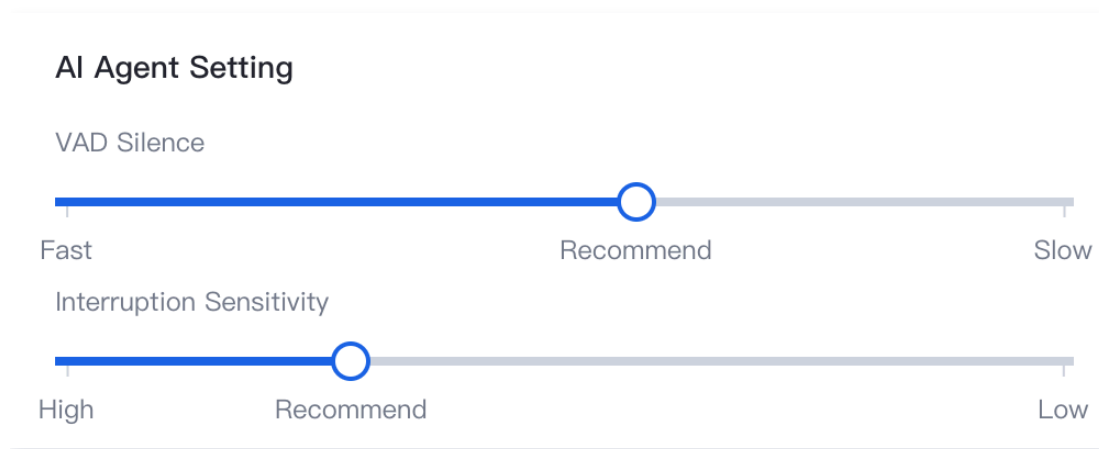 AI Agent Setting
VAD Silence
Fast Recommend Slow
Interruption Sensitivity
High Recommend Low